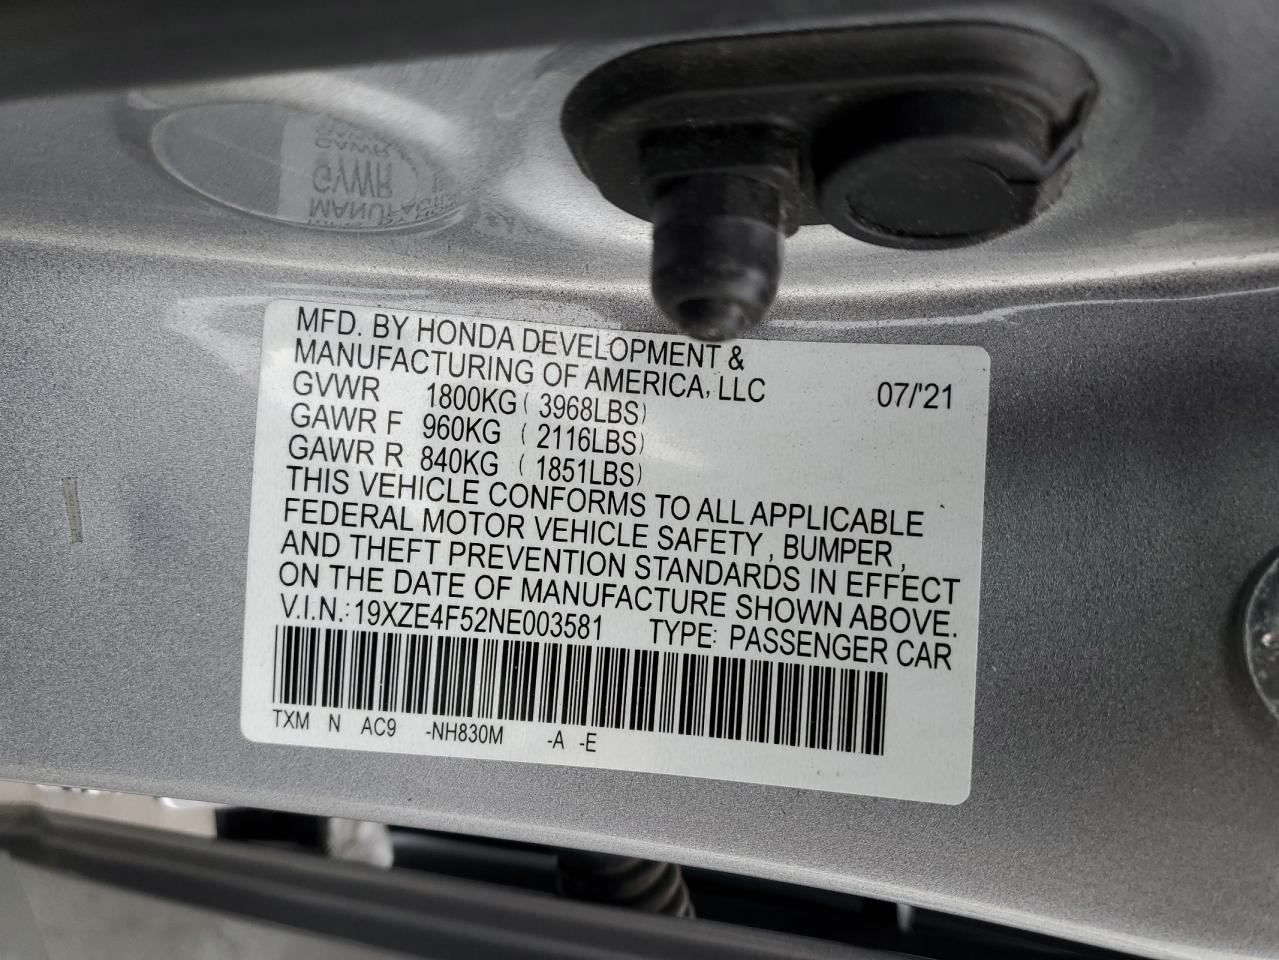 MFD. BY HONDA DEVELOPMENT &
MANUFACTURING OF AMERICA, LLC 07/'21
GVWR 1800KG ( 3968LBS)
GAWR F 960KG ( 2116LBS)
GAWR R 840KG ( 1851LBS)
THIS VEHICLE CONFORMS TO ALL APPLICABLE
FEDERAL MOTOR VEHICLE SAFETY , BUMPER ,
AND THEFT PREVENTION STANDARDS IN EFFECT
ON THE DATE OF MANUFACTURE SHOWN ABOVE.
V.I.N.: 19XZE4F52NE003581 TYPE: PASSENGER CAR
TXM N AC9 -NH830M -A -E